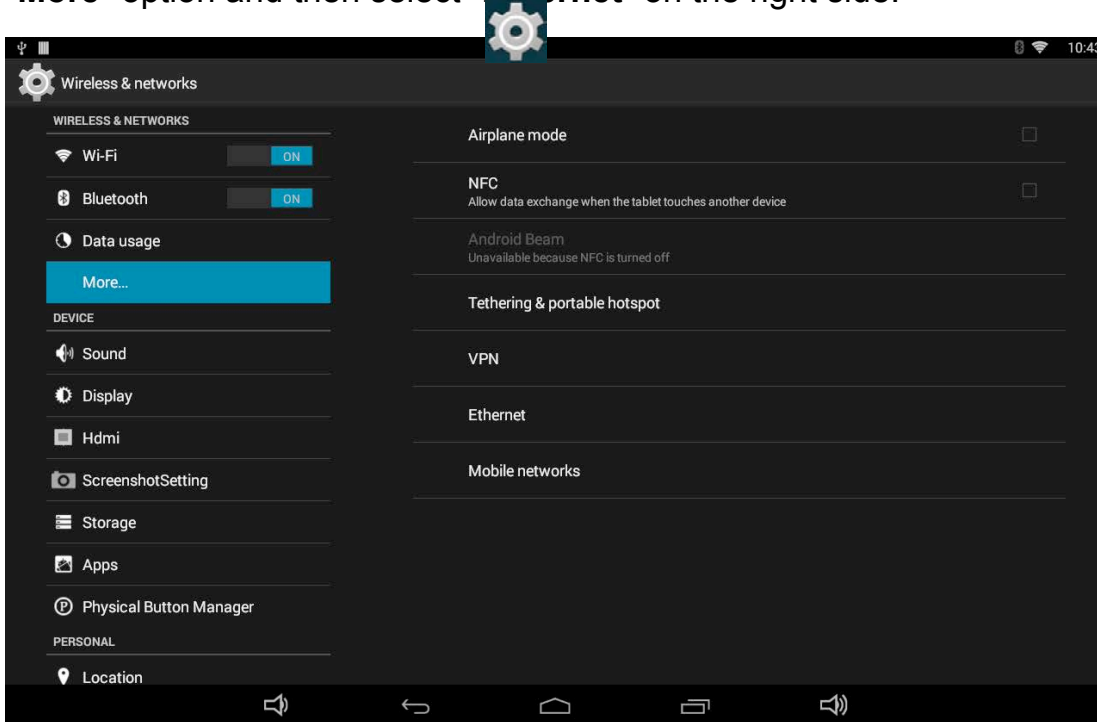 More" option and then select on the right side.
10:43
Wireless & networks
WIRELESS & NETWORKS
Wi-Fi ON
Bluetooth ON
Data usage
More...
DEVICE
Sound
Display
Hdmi
ScreenshotSetting
Storage
Apps
Physical Button Manager
PERSONAL
Location
Airplane mode
NFC
Allow data exchange when the tablet touches another device
Android Beam
Unavailable because NFC is turned off
Tethering & portable hotspot
VPN
Ethernet
Mobile networks